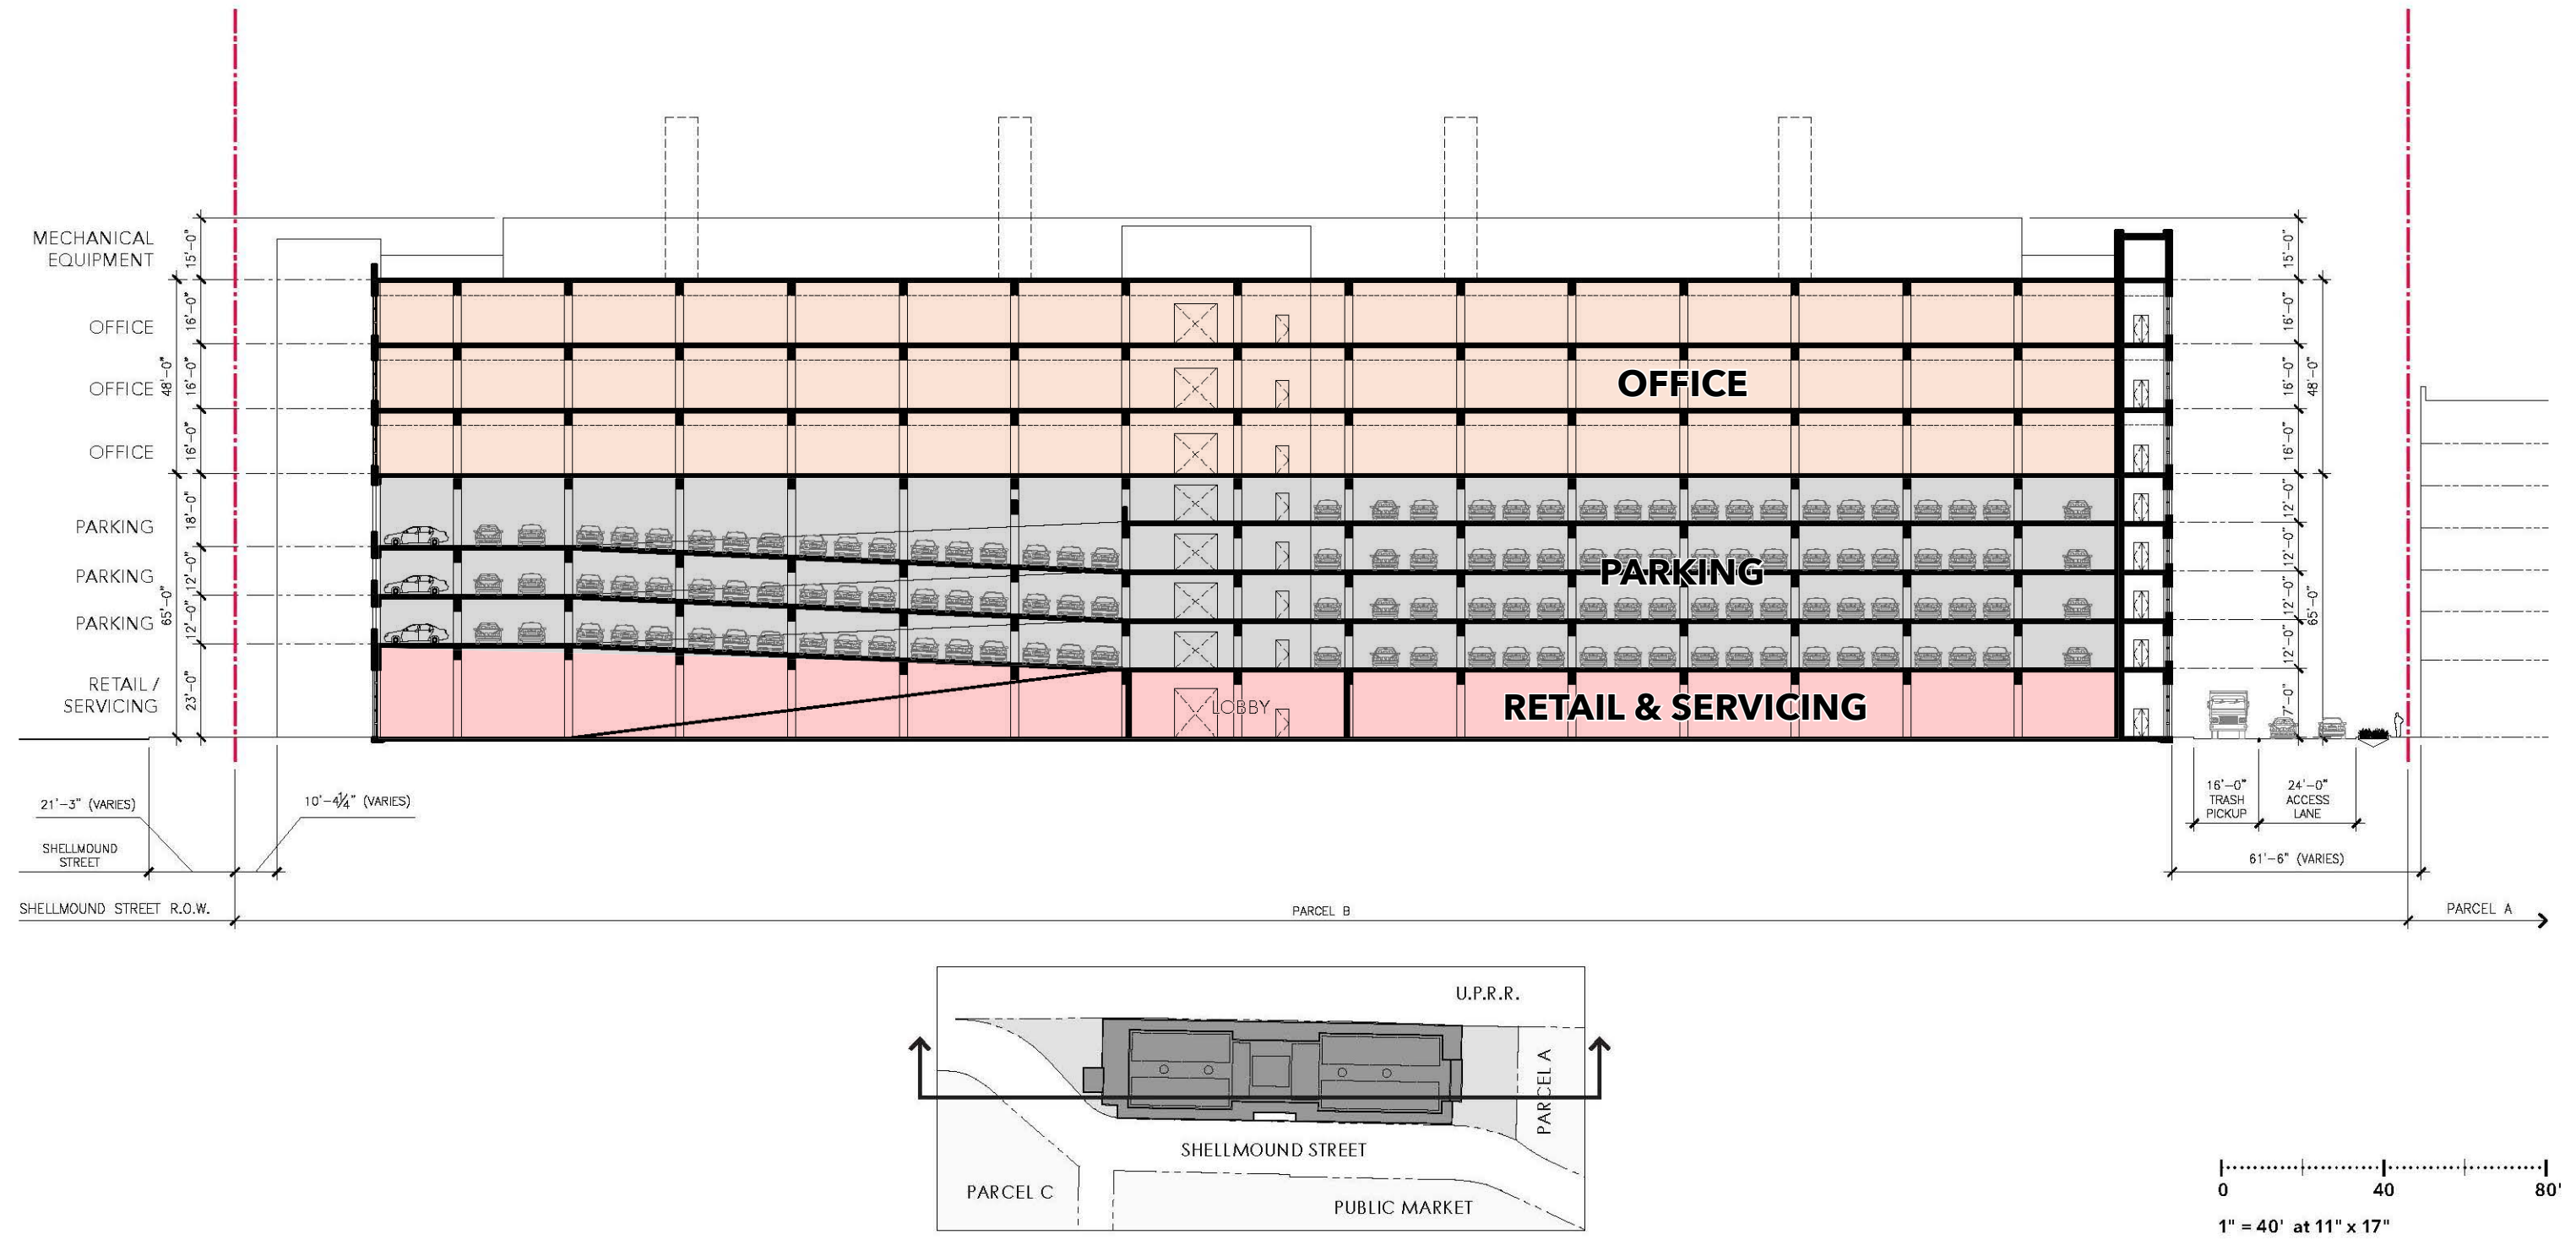 MECHANICAL
EQUIPMENT
15'-0"
15'-0"
OFFICE
16'-0"
16'-0"
OFFICE
48'-0"
16'-0"
OFFICE
16'-0"
48'-0"
OFFICE
16'-0"
16'-0"
PARKING
18'-0"
12'-0"
PARKING
12'-0"
PARKING
12'-0"
PARKING
65'-0"
12'-0"
12'-0"
65'-0"
12'-0"
RETAIL /
SERVICING
23'-0"
LOBBY
RETAIL & SERVICING
7'-0"
21'-3" (VARIES)
10'-4¼" (VARIES)
16'-0"
TRASH
PICKUP
24'-0"
ACCESS
LANE
SHELLMOUND
STREET
61'-6" (VARIES)
SHELLMOUND STREET R.O.W.
PARCEL B
PARCEL A
U.P.R.R.
PARCEL A
SHELLMOUND STREET
PARCEL C
PUBLIC MARKET
0
40
80'
1" = 40' at 11" x 17"